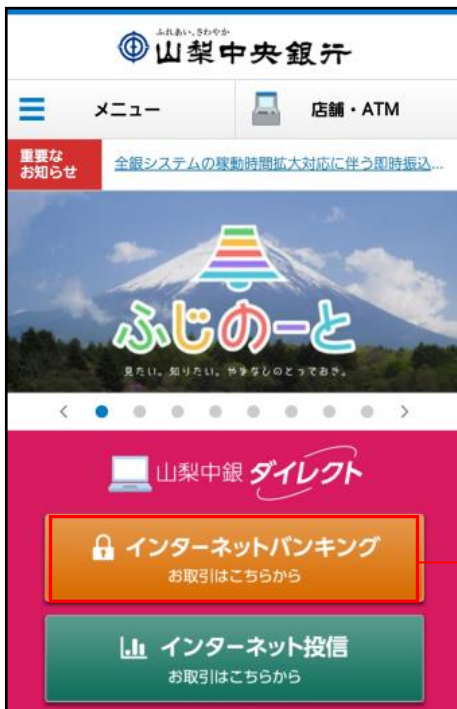 ふれあい、さわやか
山梨中央銀行
メニュー
店舗・ATM
重要な
お知らせ
全銀システムの稼動時間拡大対応に伴う即時振込...
ふじのーと
見たい。知りたい。やまなしのとっておき。
山梨中銀 ダイレクト
インターネットバンキング
お取引はこちらから
インターネット投信
お取引はこちらから